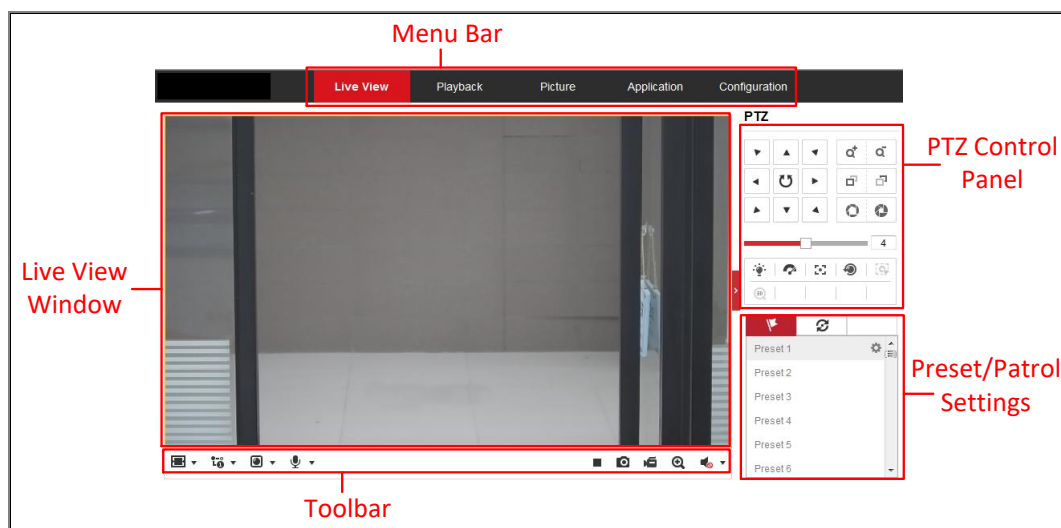 Menu Bar
Live View Playback Picture Application Configuration
PTZ
PTZ Control
Panel
4
Live View
Window
Preset 1
Preset 2
Preset 3
Preset 4
Preset 5
Preset 6
Preset/Patrol
Settings
Toolbar